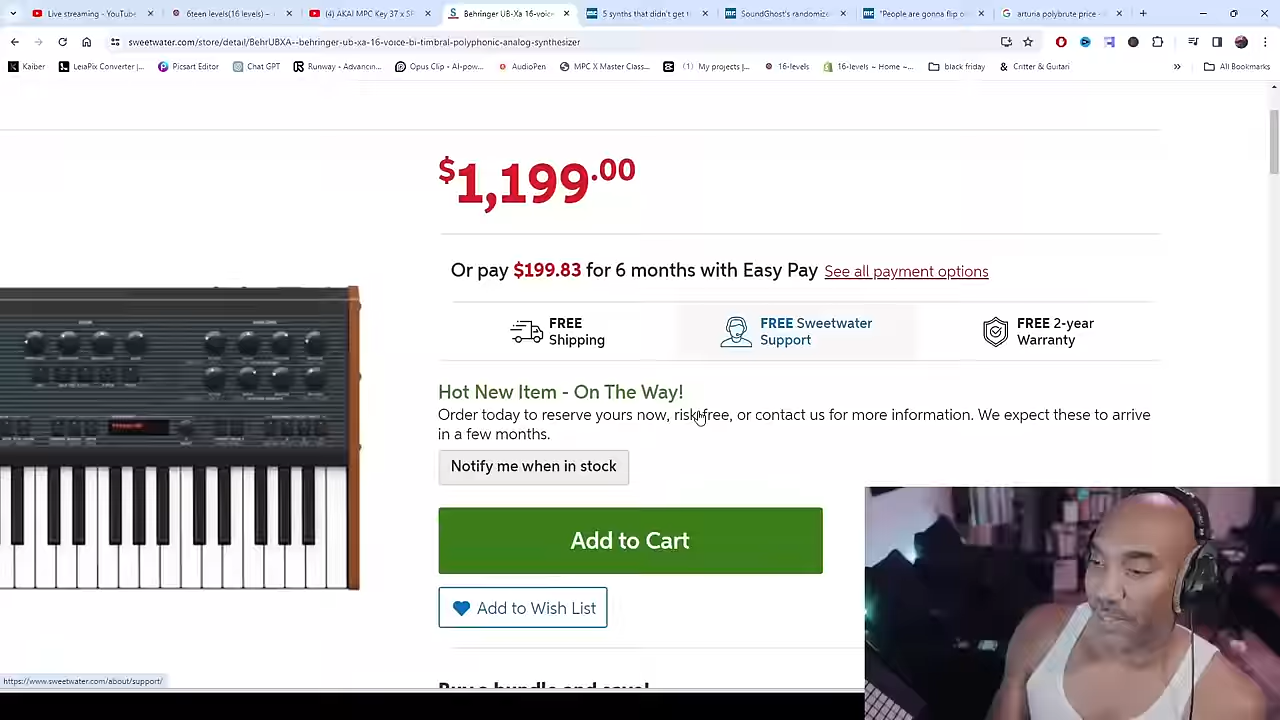 Live streaming - YouTube
6teen levels(16 levels) -
(4) AKAI MPC Key 37 x SP
Behringer UB-Xa 16-voice
5 synths that didn't get t
SoundGhost's randomize
"People are gonna flip o
arturia polybrute price -
sweetwater.com/store/detail/BehrUBXA--behringer-ub-xa-16-voice-bi-timbral-polyphonic-analog-synthesizer
Kaiber
LeiaPix Converter |...
Picsart Editor
Chat GPT
Runway - Advancin...
Opus Clip - AI-pow...
AudioPen
MPC X Master Class...
(1) My projects |...
16-levels
16-levels ~ Home ~...
black friday
Critter & Guitari
All Bookmarks
$1,199.00
Or pay $199.83 for 6 months with Easy Pay See all payment options
FREE
Shipping
FREE Sweetwater
Support
FREE 2-year
Warranty
Hot New Item - On The Way!
Order today to reserve yours now, risk-free, or contact us for more information. We expect these to arrive
in a few months.
Notify me when in stock
Add to Cart
Add to Wish List
Buy a bundle and save!
https://www.sweetwater.com/about/support/